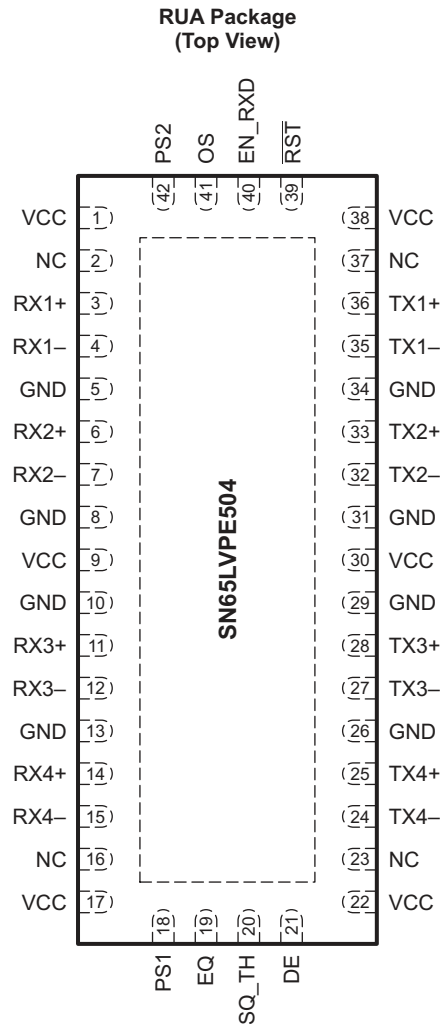 RUA Package
(Top View)
PS2
OS
EN_RXD
RST
42
41
40
39
VCC 1
38 VCC
NC 2
37 NC
RX1+ 3
36 TX1+
RX1– 4
35 TX1–
GND 5
34 GND
RX2+ 6
33 TX2+
RX2– 7
32 TX2–
GND 8
31 GND
VCC 9
30 VCC
GND 10
29 GND
RX3+ 11
28 TX3+
RX3– 12
27 TX3–
GND 13
26 GND
RX4+ 14
25 TX4+
RX4– 15
24 TX4–
NC 16
23 NC
VCC 17
22 VCC
SN65LVPE504
18
19
20
21
PS1
EQ
SQ_TH
DE